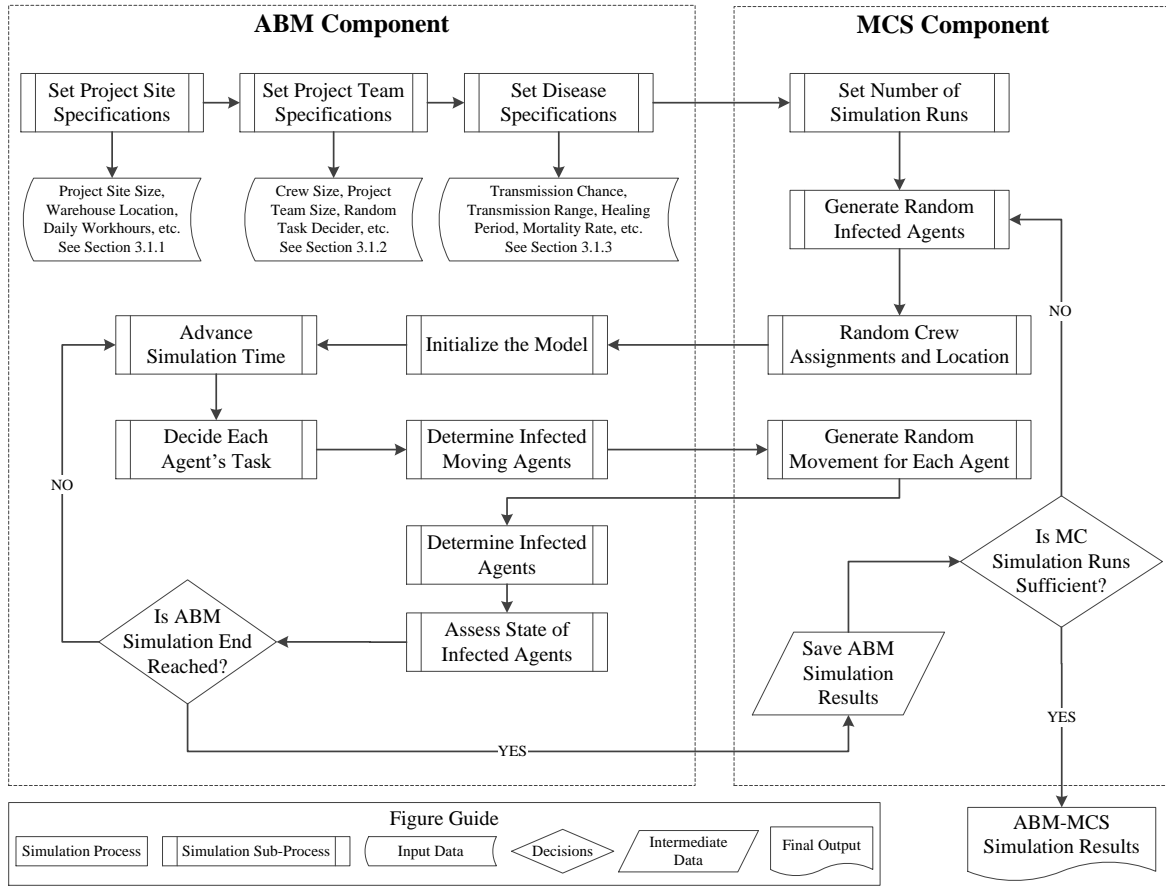 ABM Component
MCS Component
Set Project Site
Specifications
Set Project Team
Specifications
Set Disease
Specifications
Set Number of
Simulation Runs
Project Site Size,
Warehouse Location,
Daily Workhours, etc.
See Section 3.1.1
Crew Size, Project
Team Size, Random
Task Decider, etc.
See Section 3.1.2
Transmission Chance,
Transmission Range, Healing
Period, Mortality Rate, etc.
See Section 3.1.3
Generate Random
Infected Agents
NO
Advance
Simulation Time
Initialize the Model
Random Crew
Assignments and Location
Decide Each
Agent's Task
Determine Infected
Moving Agents
Generate Random
Movement for Each Agent
NO
Determine Infected
Agents
Is MC
Simulation Runs
Sufficient?
Is ABM
Simulation End
Reached?
Assess State of
Infected Agents
Save ABM
Simulation
Results
YES
YES
Figure Guide
Simulation Process
Simulation Sub-Process
Input Data
Decisions
Intermediate
Data
Final Output
ABM-MCS
Simulation Results